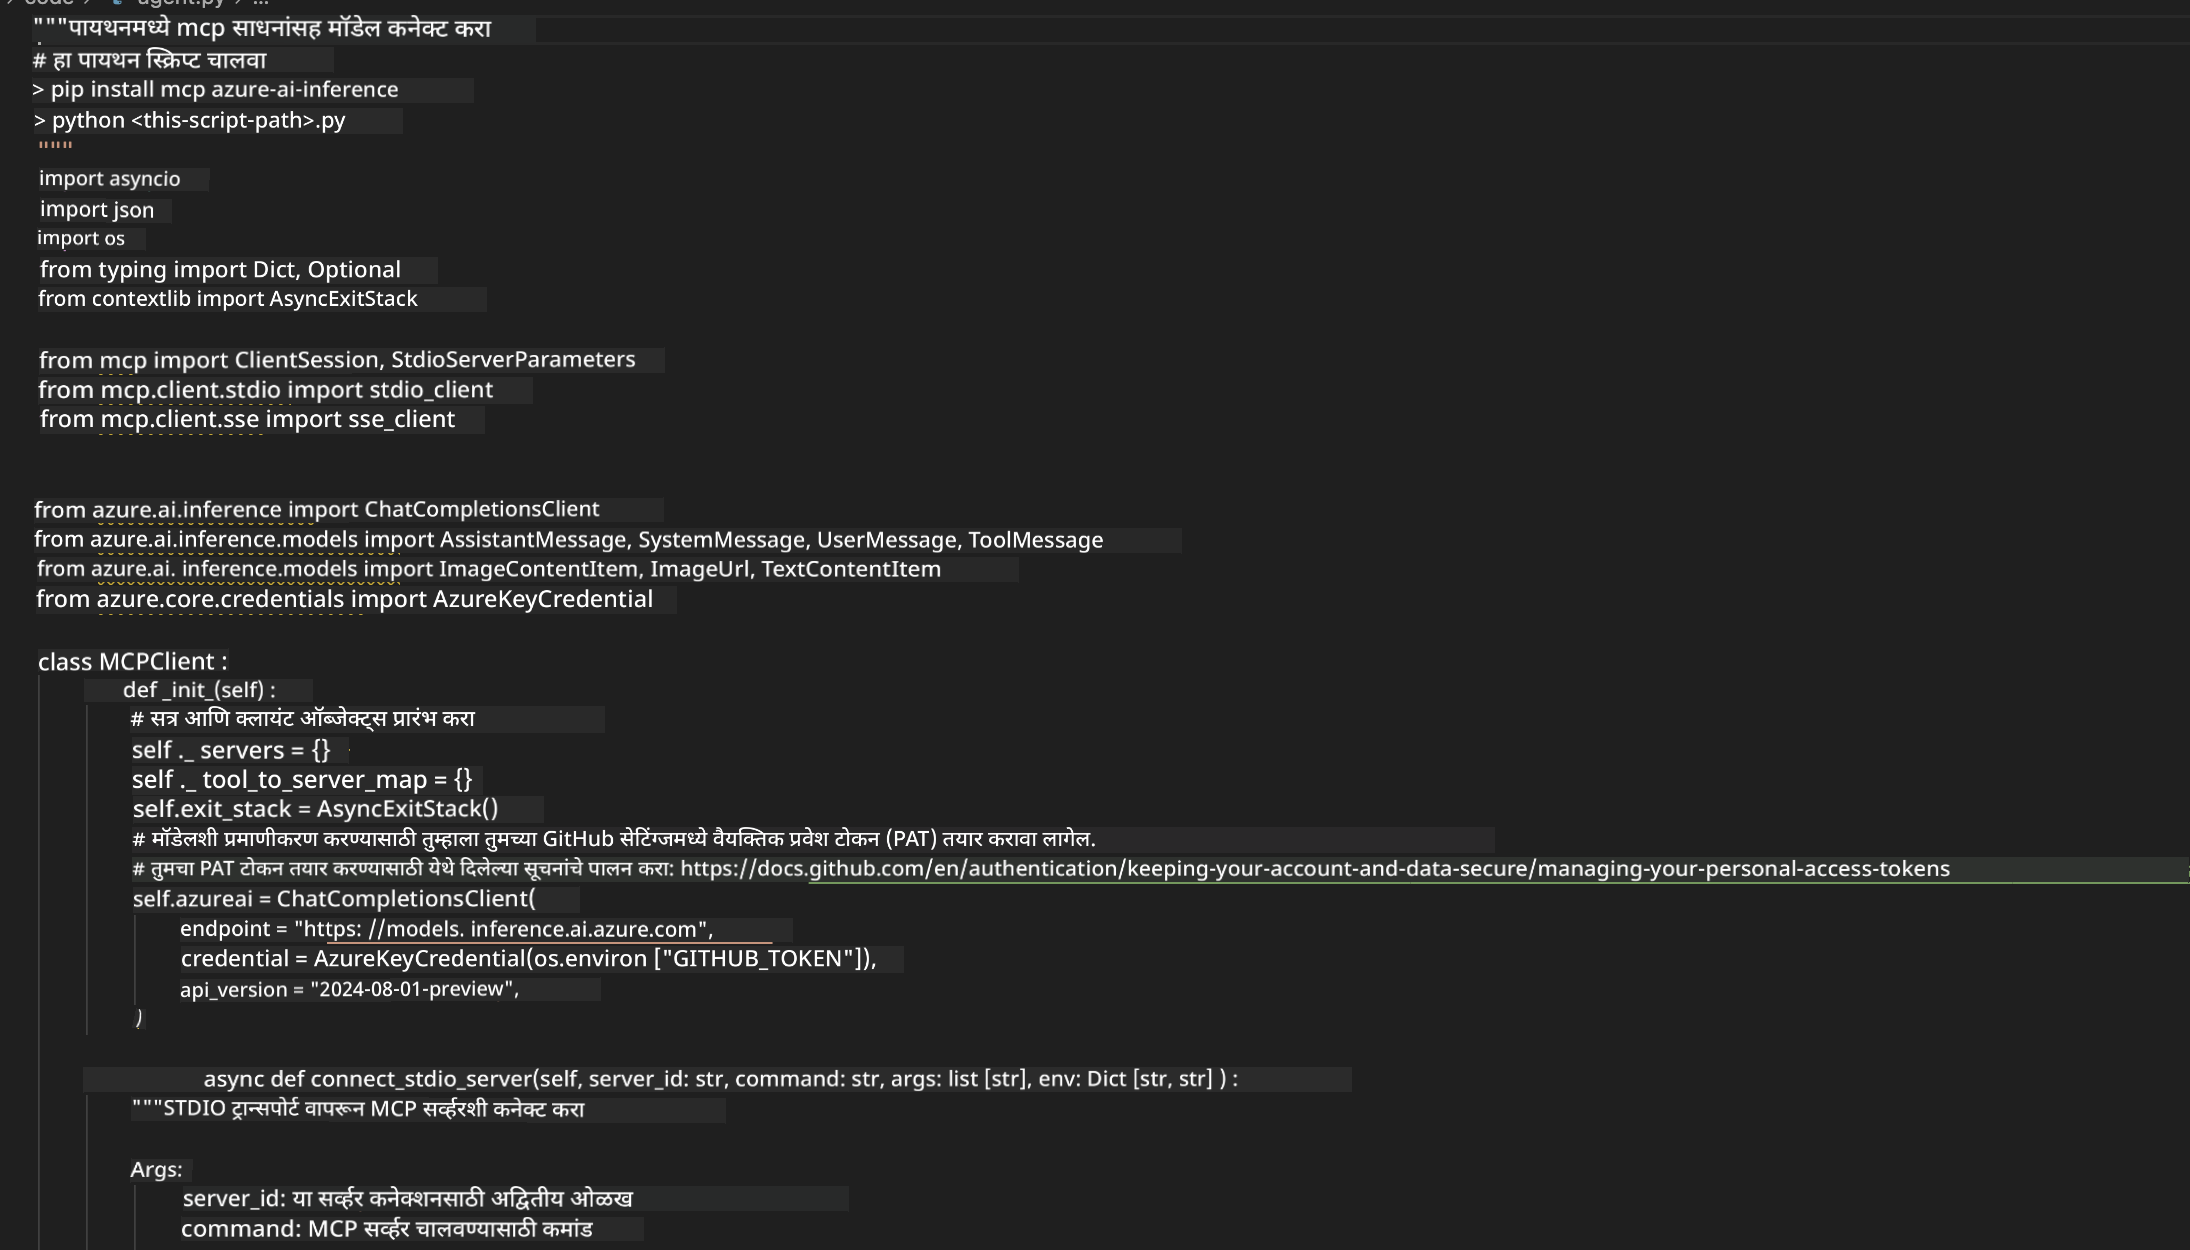 code > agent.py > ...
"""पायथनमध्ये mcp साधनांसह मॉडेल कनेक्ट करा
# हा पायथन स्क्रिप्ट चालवा
> pip install mcp azure-ai-inference
> python <this-script-path>.py
"""
import asyncio
import json
import os
from typing import Dict, Optional
from contextlib import AsyncExitStack
from mcp import ClientSession, StdioServerParameters
from mcp.client.stdio import stdio_client
from mcp.client.sse import sse_client
from azure.ai.inference import ChatCompletionsClient
from azure.ai.inference.models import AssistantMessage, SystemMessage, UserMessage, ToolMessage
from azure.ai. inference.models import ImageContentItem, ImageUrl, TextContentItem
from azure.core.credentials import AzureKeyCredential
class MCPClient :
def _init_(self) :
# सत्र आणि क्लायंट ऑब्जेक्ट्स प्रारंभ करा
self ._ servers = {}
self ._ tool_to_server_map = {}
self.exit_stack = AsyncExitStack()
# मॉडेलशी प्रमाणीकरण करण्यासाठी तुम्हाला तुमच्या GitHub सेटिंग्जमध्ये वैयक्तिक प्रवेश टोकन (PAT) तयार करावा लागेल.
# तुमचा PAT टोकन तयार करण्यासाठी येथे दिलेल्या सूचनांचे पालन करा: https://docs.github.com/en/authentication/keeping-your-account-and-data-secure/managing-your-personal-access-tokens
self.azureai = ChatCompletionsClient(
endpoint = "https: //models. inference.ai.azure.com",
credential = AzureKeyCredential(os.environ ["GITHUB_TOKEN"]),
api_version = "2024-08-01-preview",
)
async def connect_stdio_server(self, server_id: str, command: str, args: list [str], env: Dict [str, str] ) :
"""STDIO ट्रान्सपोर्ट वापरून MCP सर्व्हरशी कनेक्ट करा
Args:
server_id: या सर्व्हर कनेक्शनसाठी अद्वितीय ओळख
command: MCP सर्व्हर चालवण्यासाठी कमांड